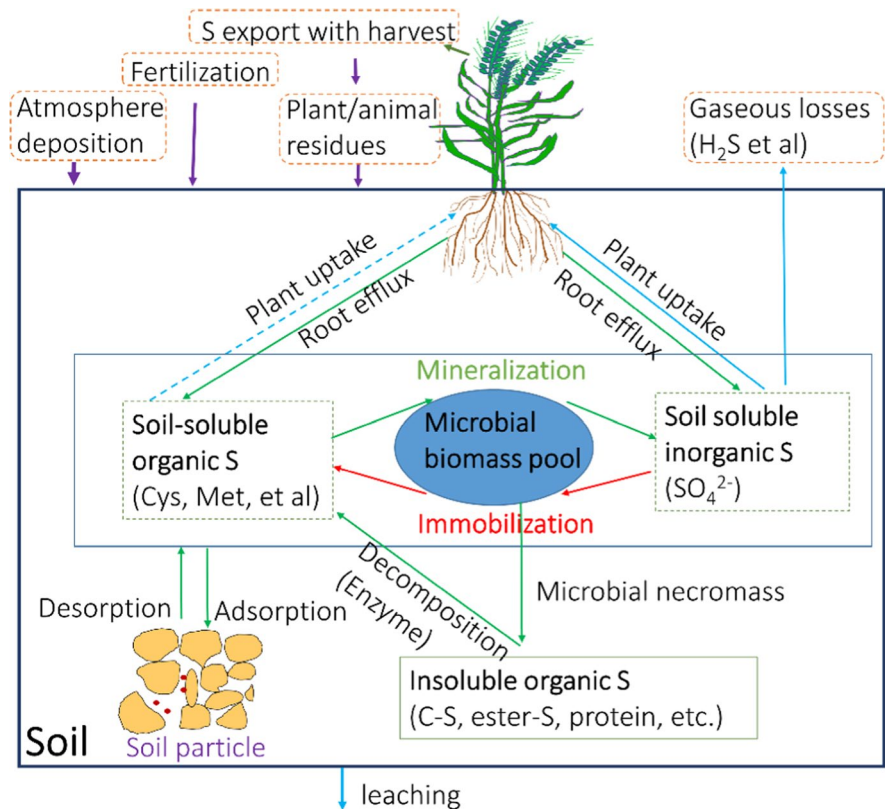 S export with harvest
Fertilization
Atmosphere
deposition
Plant/animal
residues
Gaseous losses
(H₂S et al)
Plant uptake
Root efflux
Plant uptake
Root efflux
Mineralization
Soil-soluble
organic S
(Cys, Met, et al)
Microbial
biomass pool
Soil soluble
inorganic S
(SO₄²⁻)
Immobilization
Desorption
Adsorption
Decomposition
(Enzyme)
Microbial necromass
Insoluble organic S
(C-S, ester-S, protein, etc.)
Soil
Soil particle
leaching